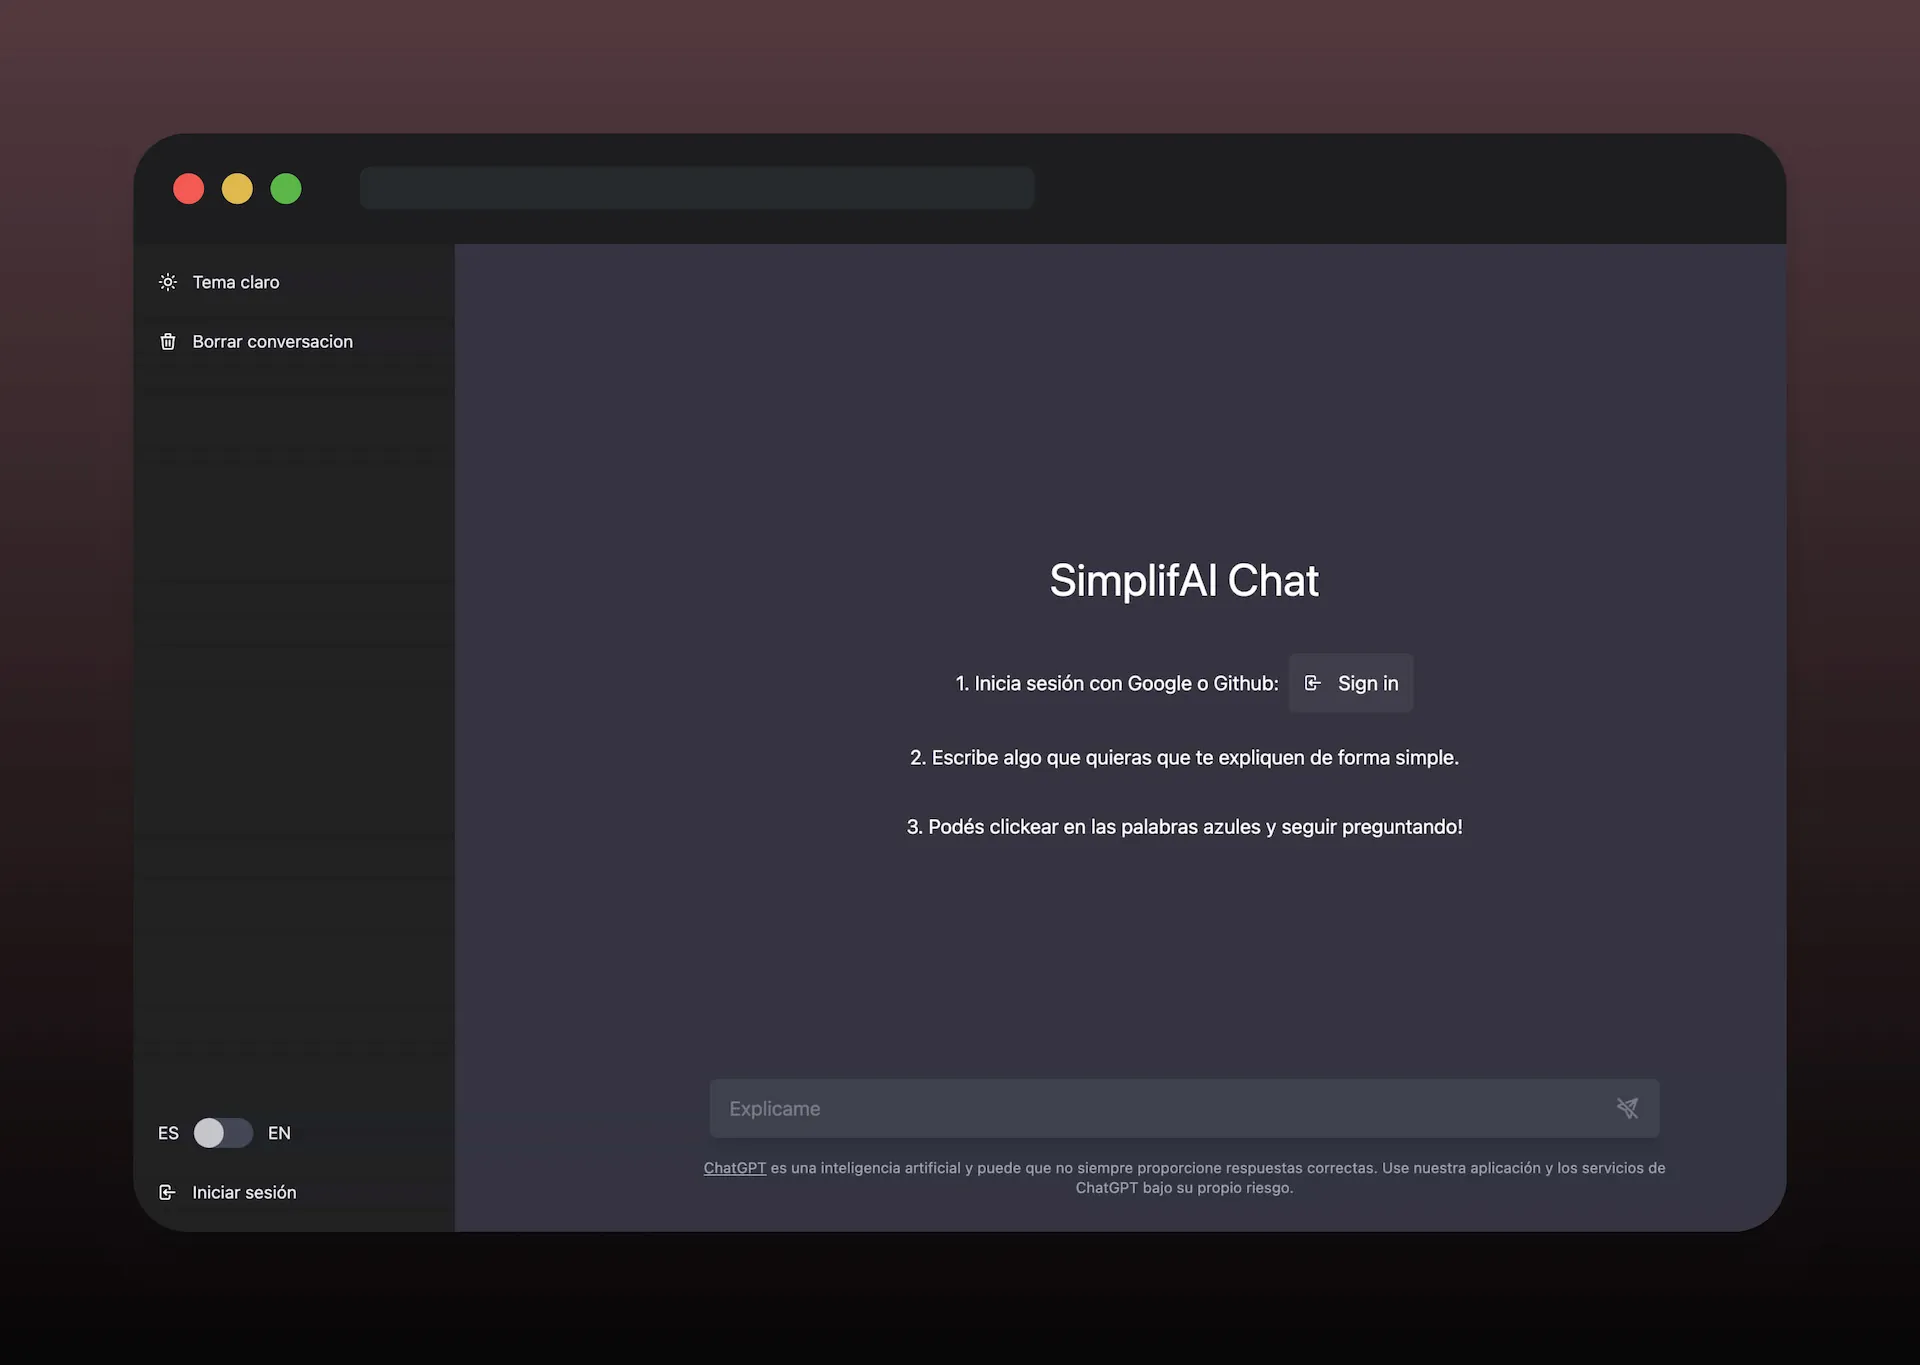 Tema claro
Borrar conversacion
SimplifAI Chat
1. Inicia sesión con Google o Github: Sign in
2. Escribe algo que quieras que te expliquen de forma simple.
3. Podés clickear en las palabras azules y seguir preguntando!
Explicame
ChatGPT es una inteligencia artificial y puede que no siempre proporcione respuestas correctas. Use nuestra aplicación y los servicios de
ChatGPT bajo su propio riesgo.
ES EN
Iniciar sesión